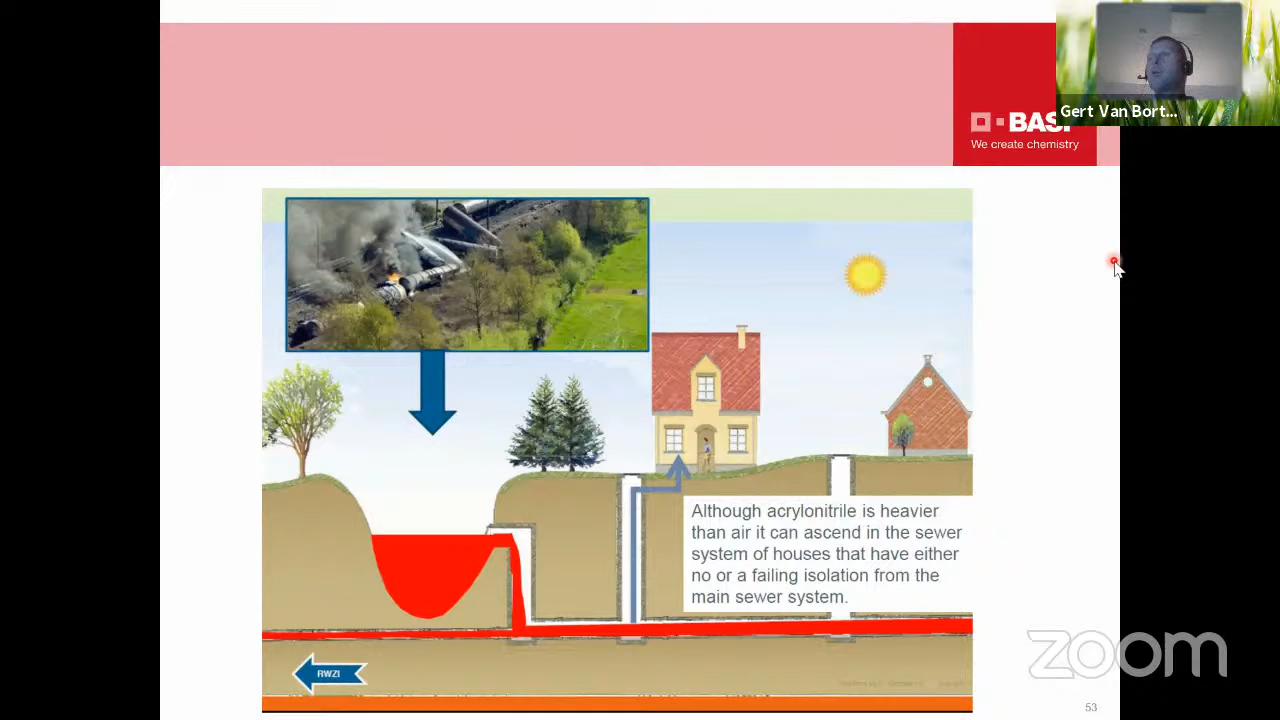 BASF
We create chemistry
Gert Van Bort...
Although acrylonitrile is heavier
than air it can ascend in the sewer
system of houses that have either
no or a failing isolation from the
main sewer system.
RWZI
zoom
53